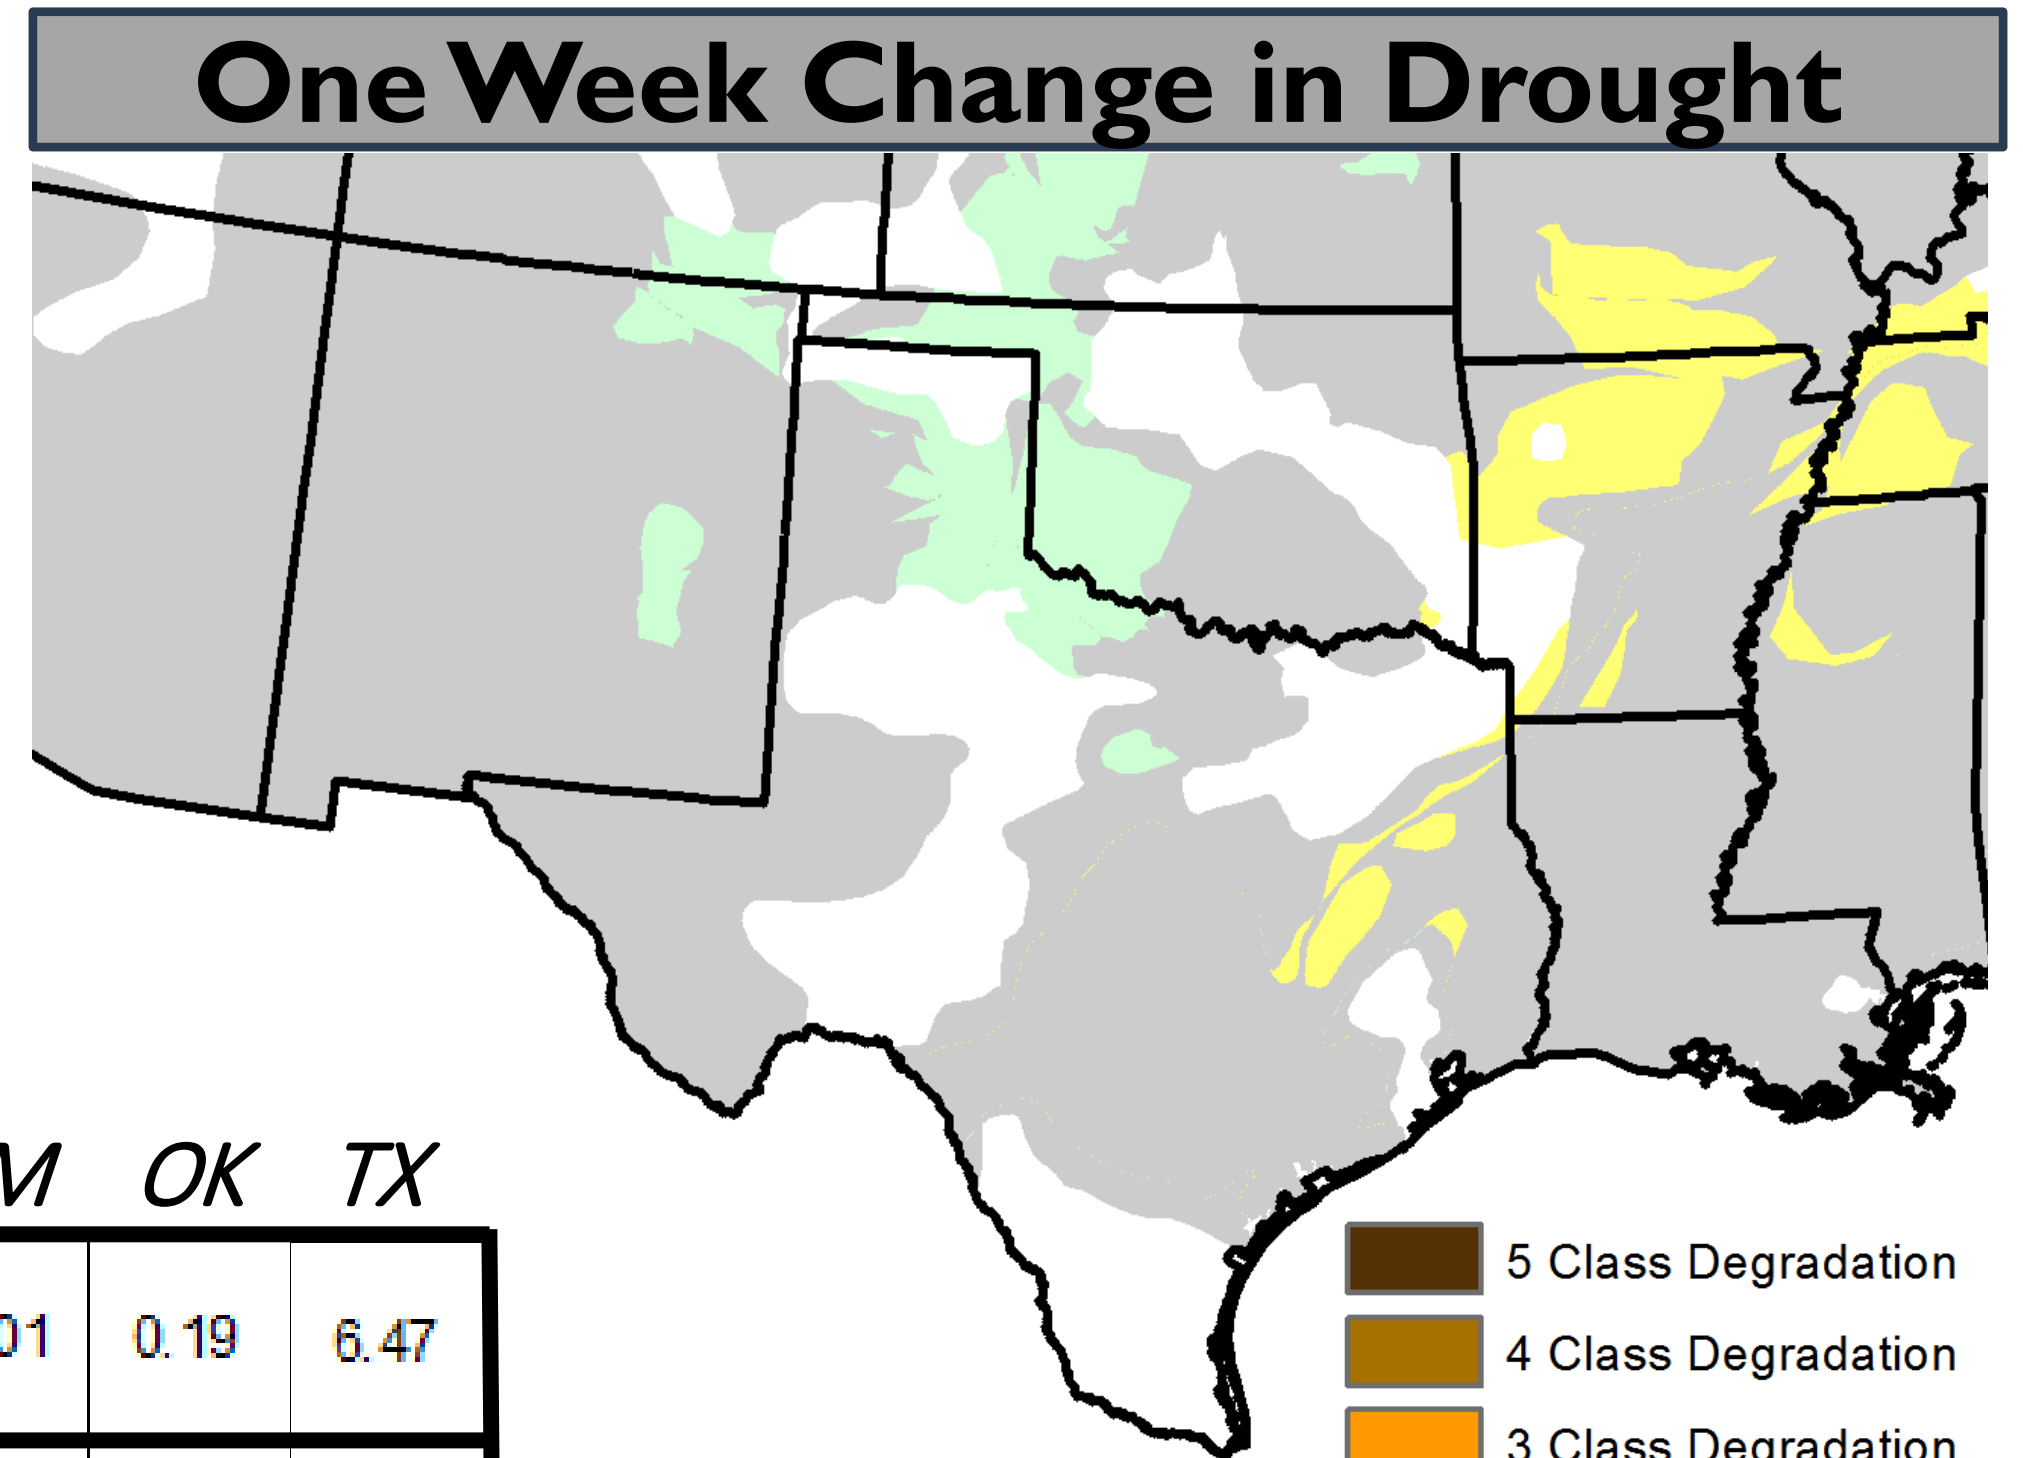 One Week Change in Drought
M OK TX
01 0.19 6.47
5 Class Degradation
4 Class Degradation
3 Class Degradation